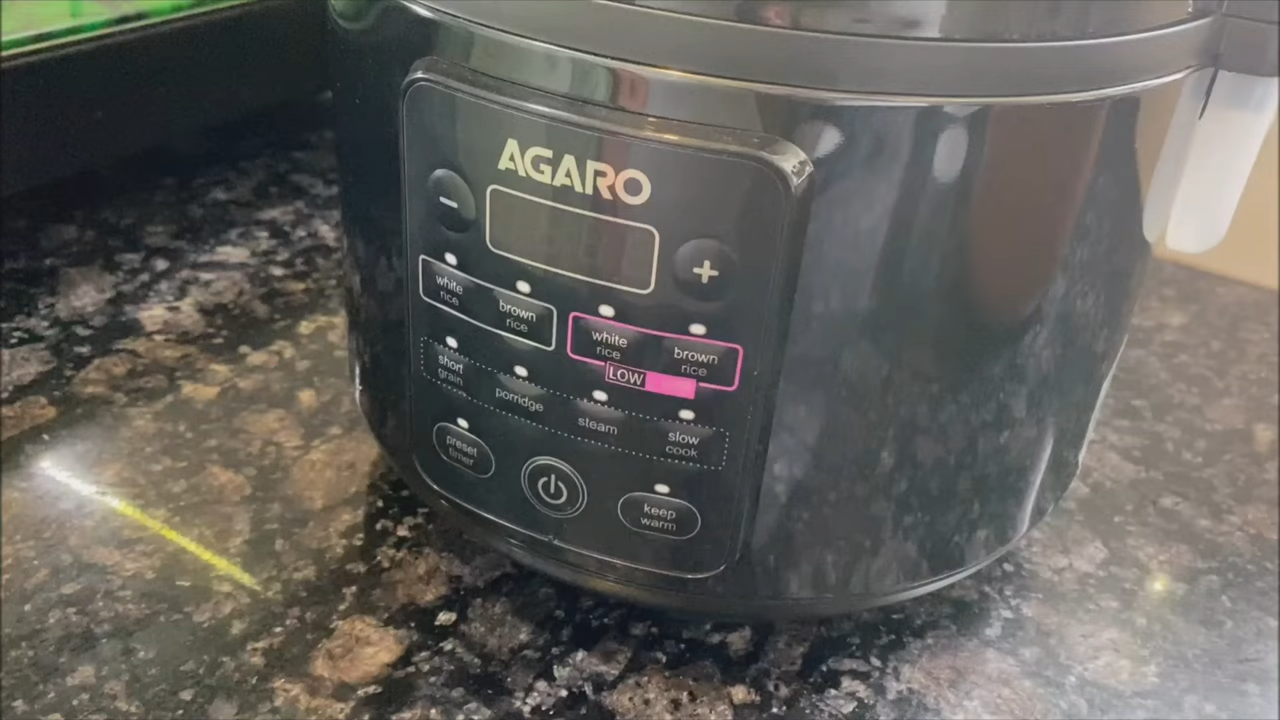 AGARO
-
+
white
rice
brown
rice
white
rice
brown
rice
LOW
short
grain
porridge
steam
slow
cook
preset
timer
keep
warm